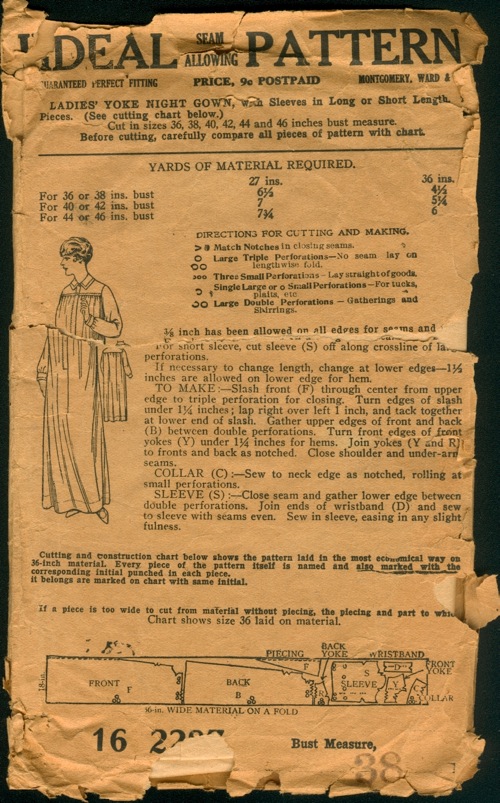 IDEAL SEAM ALLOWING PATTERN
GUARANTEED PERFECT FITTING PRICE, 9c POSTPAID MONTGOMERY, WARD &
LADIES' YOKE NIGHT GOWN, with Sleeves in Long or Short Length.
Pieces. (See cutting chart below.)
Cut in sizes 36, 38, 40, 42, 44 and 46 inches bust measure.
Before cutting, carefully compare all pieces of pattern with chart.
YARDS OF MATERIAL REQUIRED.
27 ins. 36 ins.
For 36 or 38 ins. bust 6½ 4½
For 40 or 42 ins. bust 7 5¼
For 44 or 46 ins. bust 7¾ 6
DIRECTIONS FOR CUTTING AND MAKING.
Match Notches in closing seams.
Large Triple Perforations—No seam lay on
lengthwise fold.
Three Small Perforations—Lay straight of goods.
Single Large or Small Perforations—For tucks,
plaits, etc
Large Double Perforations—Gatherings and
Shirrings.
⅜ inch has been allowed on all edges for seams and
For short sleeve, cut sleeve (S) off along crossline of
perforations.
If necessary to change length, change at lower edges—1½
inches are allowed on lower edge for hem.
TO MAKE:—Slash front (F) through center from upper
edge to triple perforation for closing. Turn edges of slash
under 1¼ inches; lap right over left 1 inch, and tack together
at lower end of slash. Gather upper edges of front and back
(B) between double perforations. Turn front edges of front
yokes (Y) under 1¼ inches for hems. Join yokes (Y and R)
to fronts and back as notched. Close shoulder and under-arm
seams.
COLLAR (C):—Sew to neck edge as notched, rolling at
small perforations.
SLEEVE (S):—Close seam and gather lower edge between
double perforations. Join ends of wristband (D) and sew
to sleeve with seams even. Sew in sleeve, easing in any slight
fulness.
Cutting and construction chart below shows the pattern laid in the most economical way on
36-inch material. Every piece of the pattern itself is named and also marked with the
corresponding initial punched in each piece.
it belongs are marked on chart with same initial.
If a piece is too wide to cut from material without piecing, the piecing and part to which
Chart shows size 36 laid on material.
PIECING BACK YOKE WRISTBAND
18-in. FRONT F BACK B F R S SLEEVE D Y C FRONT YOKE
COLLAR
36-in. WIDE MATERIAL ON A FOLD
16 Bust Measure,
38